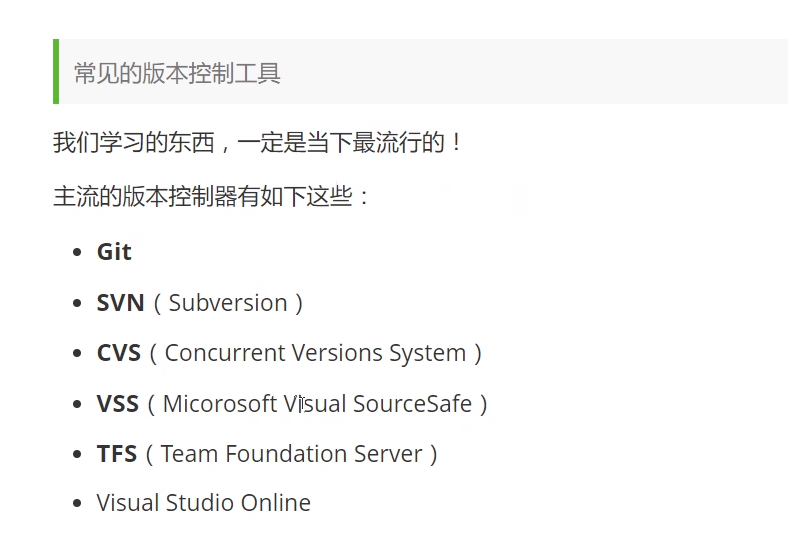 常见的版本控制工具
我们学习的东西，一定是当下最流行的！
主流的版本控制器有如下这些：
Git
SVN（Subversion）
CVS（Concurrent Versions System）
VSS（Micorosoft Visual SourceSafe）
TFS（Team Foundation Server）
Visual Studio Online